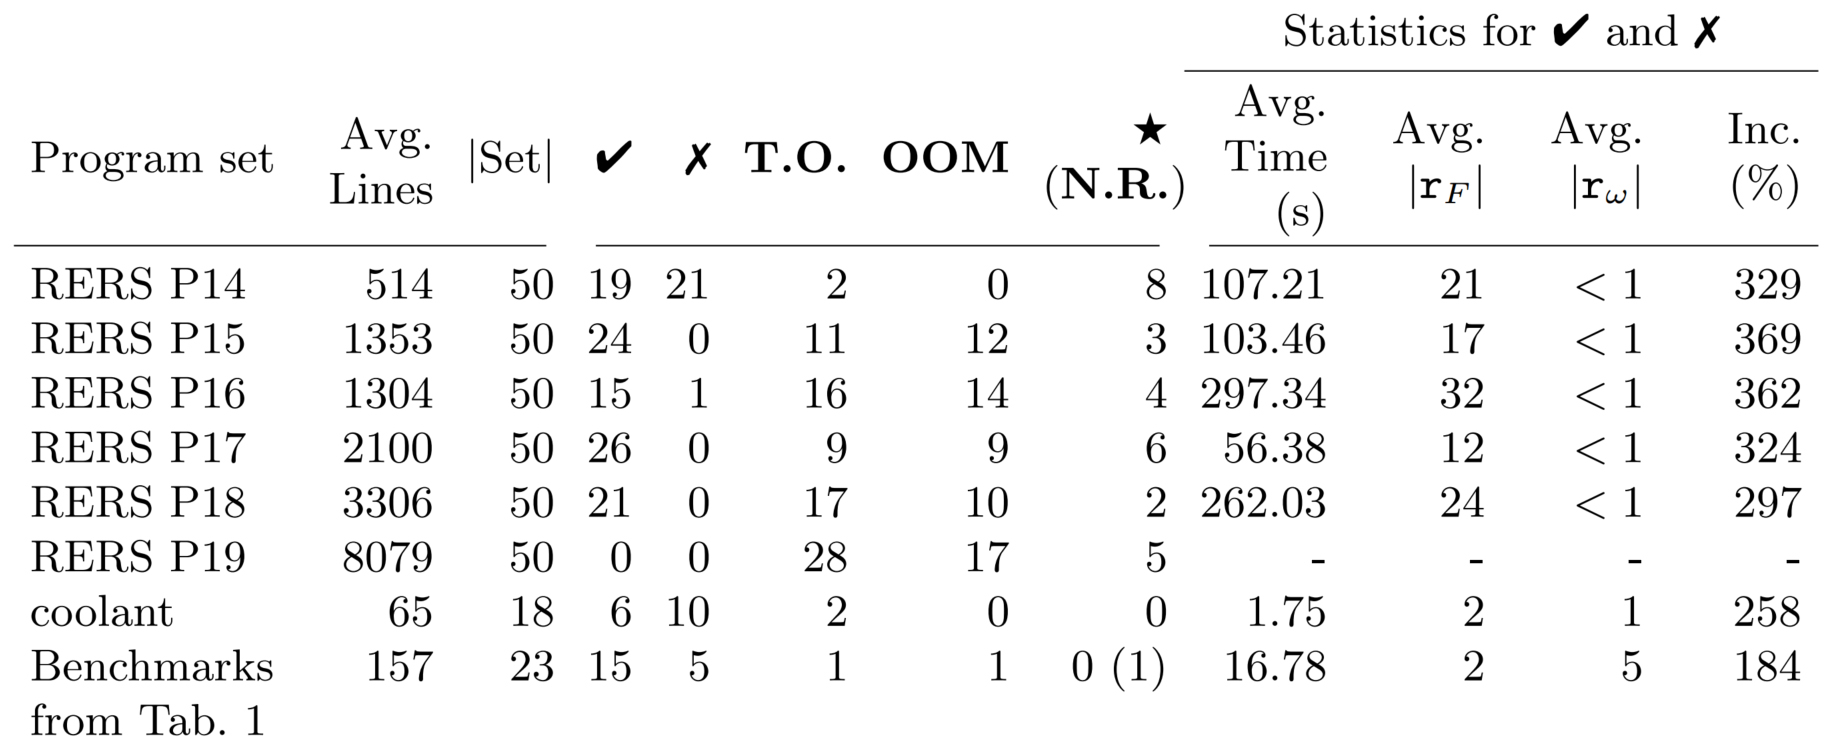 Statistics for ✔ and ✗
Program set Avg. Lines |Set| ✔ ✗ T.O. OOM ★ (N.R.) Avg. Time (s) Avg. |r_F| Avg. |r_ω| Inc. (%)
RERS P14 514 50 19 21 2 0 8 107.21 21 < 1 329
RERS P15 1353 50 24 0 11 12 3 103.46 17 < 1 369
RERS P16 1304 50 15 1 16 14 4 297.34 32 < 1 362
RERS P17 2100 50 26 0 9 9 6 56.38 12 < 1 324
RERS P18 3306 50 21 0 17 10 2 262.03 24 < 1 297
RERS P19 8079 50 0 0 28 17 5 - - - -
coolant 65 18 6 10 2 0 0 1.75 2 1 258
Benchmarks 157 23 15 5 1 1 0 (1) 16.78 2 5 184
from Tab. 1